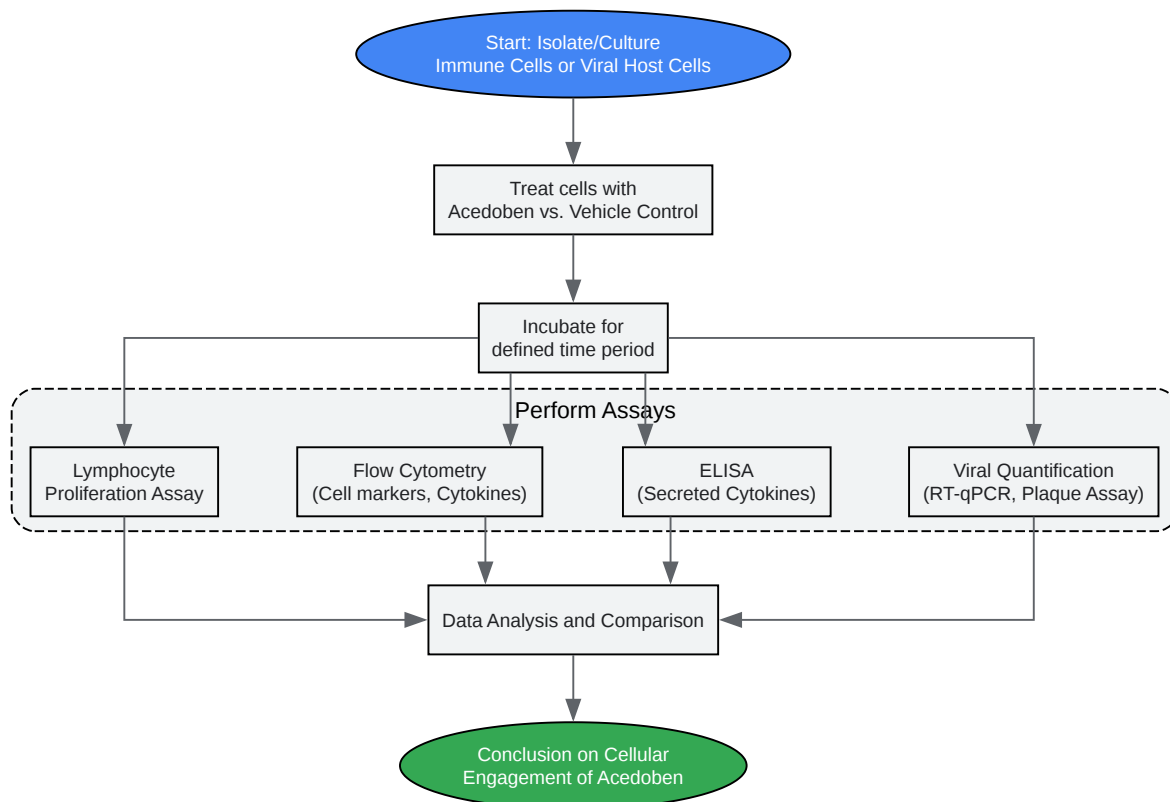 Start: Isolate/Culture
Immune Cells or Viral Host Cells
Treat cells with
Acedoben vs. Vehicle Control
Incubate for
defined time period
Perform Assays
Lymphocyte
Proliferation Assay
Flow Cytometry
(Cell markers, Cytokines)
ELISA
(Secreted Cytokines)
Viral Quantification
(RT-qPCR, Plaque Assay)
Data Analysis and Comparison
Conclusion on Cellular
Engagement of Acedoben